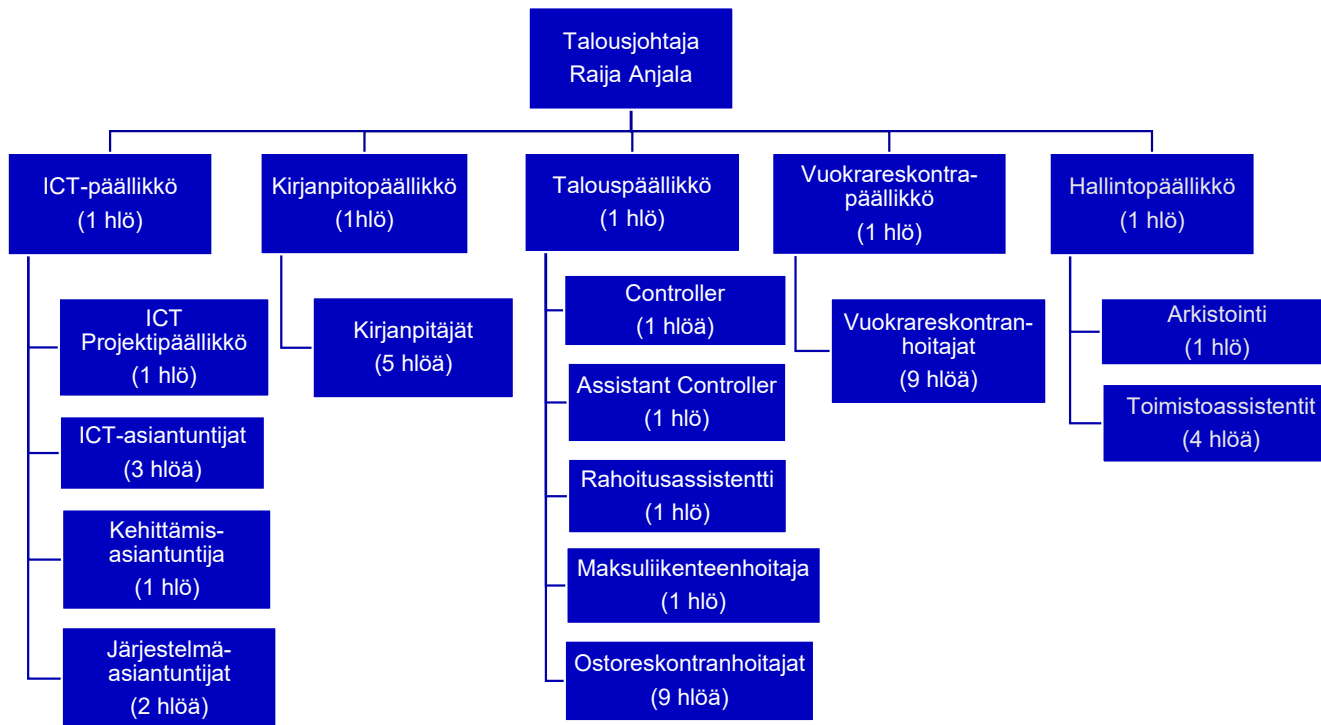 Talousjohtaja
Raija Anjala
ICT-päällikkö
(1 hlö)
Kirjanpitopäällikkö
(1hlö)
Talouspäällikkö
(1 hlö)
Vuokrareskontra-
päällikkö
(1 hlö)
Hallintopäällikkö
(1 hlö)
ICT
Projektipäällikkö
(1 hlö)
ICT-asiantuntijat
(3 hlöä)
Kehittämis-
asiantuntija
(1 hlö)
Järjestelmä-
asiantuntijat
(2 hlöä)
Kirjanpitäjät
(5 hlöä)
Controller
(1 hlöä)
Assistant Controller
(1 hlö)
Rahoitusassistentti
(1 hlö)
Maksuliikenteenhoitaja
(1 hlö)
Ostoreskontranhoitajat
(9 hlöä)
Vuokrareskontran-
hoitajat
(9 hlöä)
Arkistointi
(1 hlö)
Toimistoassistentit
(4 hlöä)